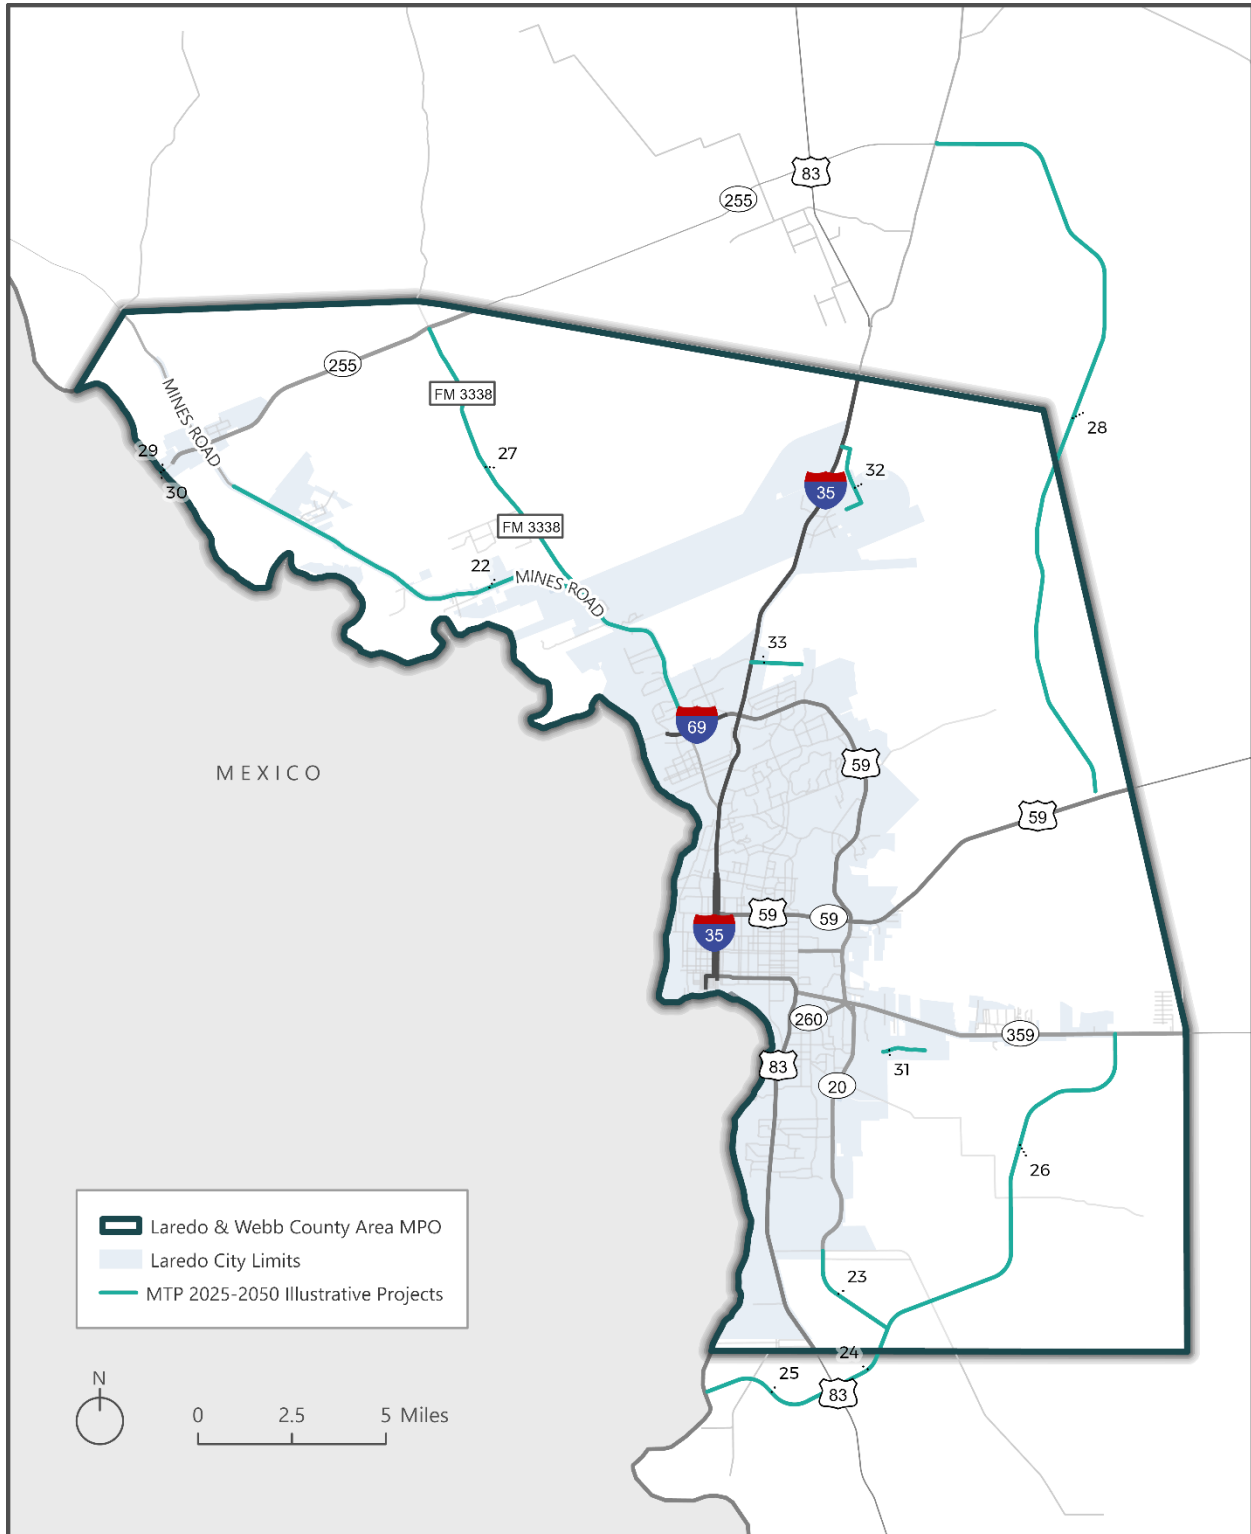 83
255
255
MINES ROAD
FM 3338
28
29
30
27
32
35
FM 3338
22
MINES ROAD
33
69
59
MEXICO
59
59
59
35
260
359
83
31
20
26
Laredo & Webb County Area MPO
Laredo City Limits
MTP 2025-2050 Illustrative Projects
23
24
25
83
N
0 2.5 5 Miles